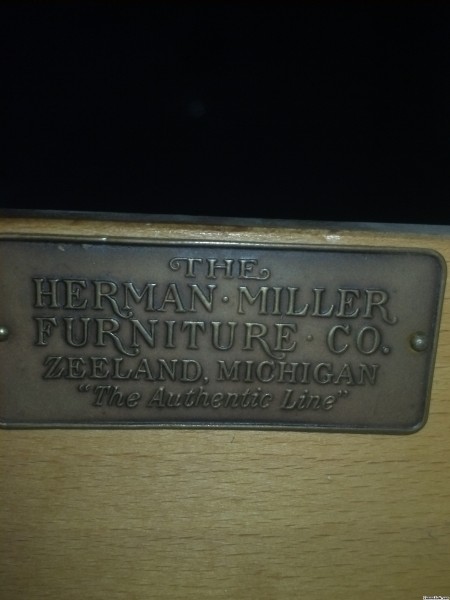 THE
HERMAN · MILLER
FURNITURE · CO.
ZEELAND, MICHIGAN
"The Authentic Line"